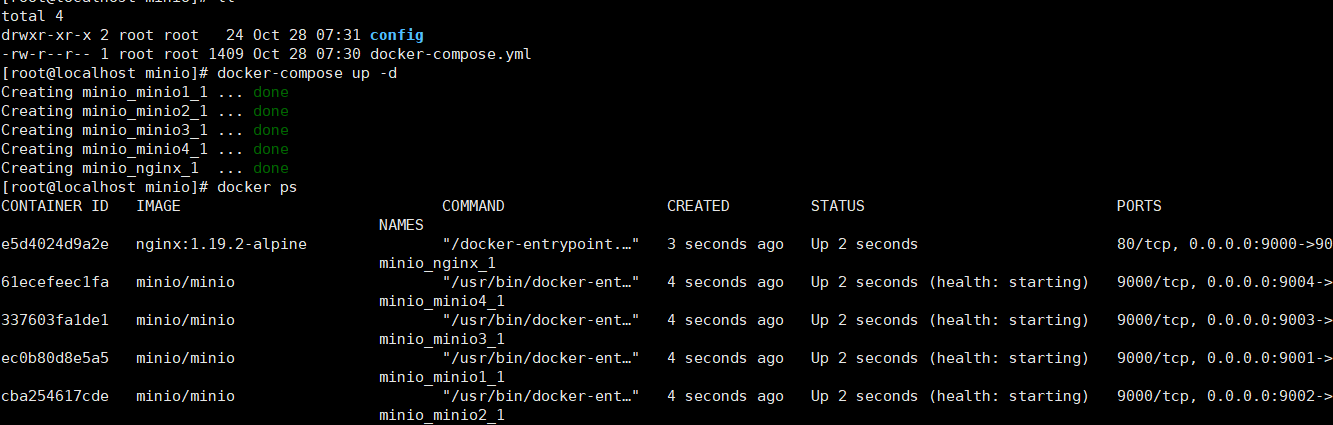 total 4
drwxr-xr-x 2 root root   24 Oct 28 07:31 config
-rw-r--r-- 1 root root 1409 Oct 28 07:30 docker-compose.yml
[root@localhost minio]# docker-compose up -d
Creating minio_minio1_1 ... done
Creating minio_minio2_1 ... done
Creating minio_minio3_1 ... done
Creating minio_minio4_1 ... done
Creating minio_nginx_1  ... done
[root@localhost minio]# docker ps
CONTAINER ID   IMAGE                             COMMAND                  CREATED         STATUS                            PORTS
NAMES
e5d4024d9a2e   nginx:1.19.2-alpine               "/docker-entrypoint.…"   3 seconds ago   Up 2 seconds                      80/tcp, 0.0.0.0:9000->90
minio_nginx_1
61ecefeec1fa   minio/minio                       "/usr/bin/docker-ent…"   4 seconds ago   Up 2 seconds (health: starting)   9000/tcp, 0.0.0.0:9004->
minio_minio4_1
337603fa1de1   minio/minio                       "/usr/bin/docker-ent…"   4 seconds ago   Up 2 seconds (health: starting)   9000/tcp, 0.0.0.0:9003->
minio_minio3_1
ec0b80d8e5a5   minio/minio                       "/usr/bin/docker-ent…"   4 seconds ago   Up 2 seconds (health: starting)   9000/tcp, 0.0.0.0:9001->
minio_minio1_1
cba254617cde   minio/minio                       "/usr/bin/docker-ent…"   4 seconds ago   Up 2 seconds (health: starting)   9000/tcp, 0.0.0.0:9002->
minio_minio2_1